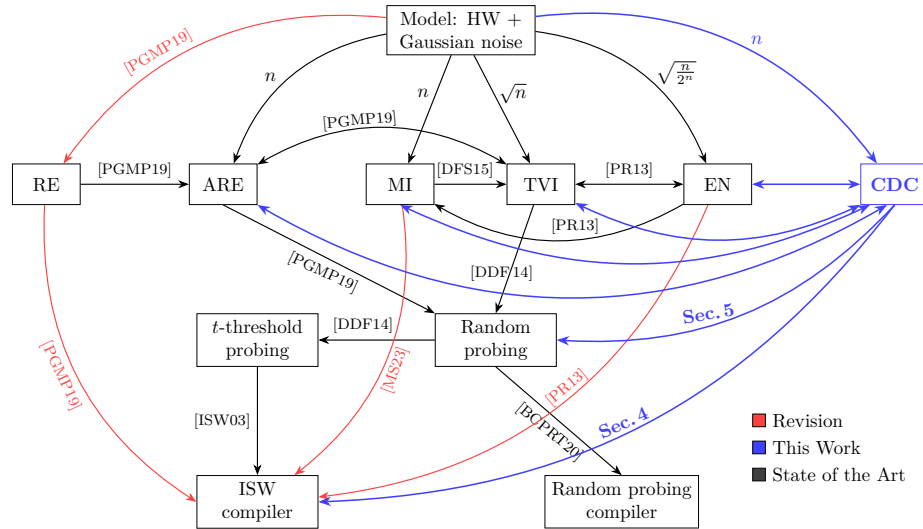 Model: HW +
Gaussian noise
[PGMP19]
n
n
√n
√(n/2ⁿ)
n
[PGMP19]
RE
[PGMP19]
ARE
MI
[DFS15]
TVI
[PR13]
EN
CDC
[PR13]
[PGMP19]
[DDF14]
t-threshold
probing
[DDF14]
Random
probing
Sec. 5
[PGMP19]
[MS23]
[PR13]
[ISW03]
[BCPRT20]
Sec. 4
ISW
compiler
Random probing
compiler
Revision
This Work
State of the Art